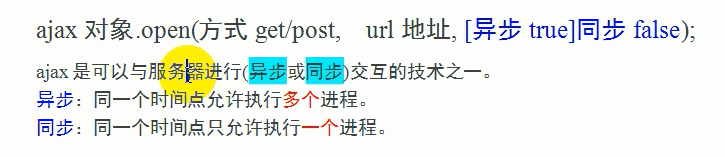 ajax 对象.open(方式 get/post, url 地址, [异步 true]同步 false);
ajax 是可以与服务器进行(异步或同步)交互的技术之一。
异步：同一个时间点允许执行多个进程。
同步：同一个时间点只允许执行一个进程。